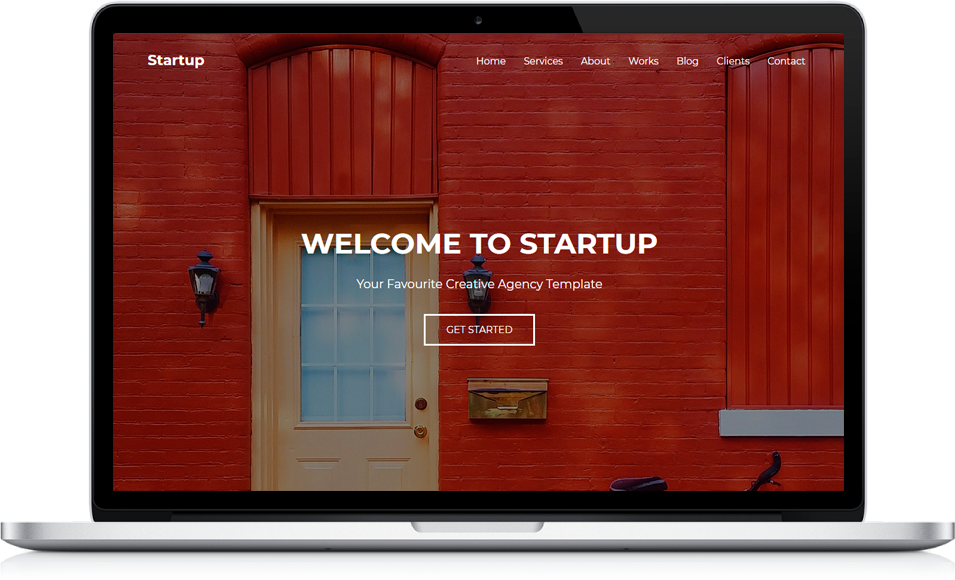 Startup
Home Services About Works Blog Clients Contact
WELCOME TO STARTUP
Your Favourite Creative Agency Template
GET STARTED